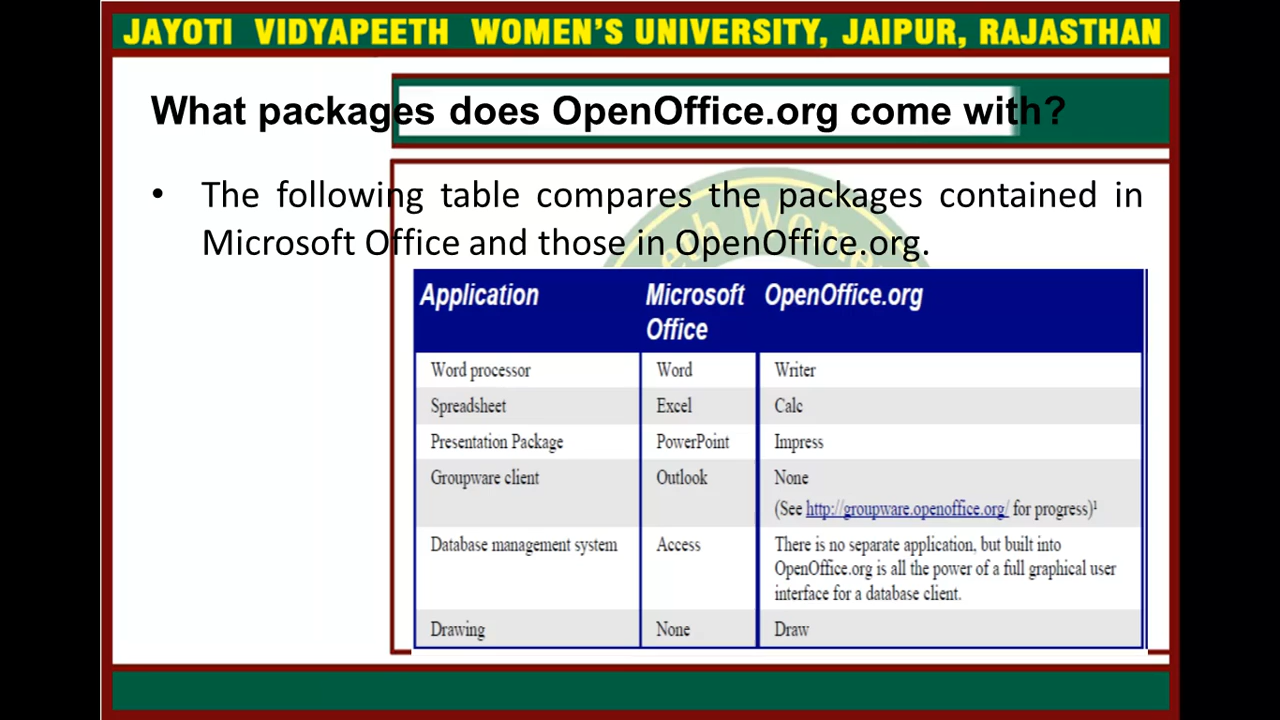 JAYOTI VIDYAPEETH WOMEN'S UNIVERSITY, JAIPUR, RAJASTHAN
What packages does OpenOffice.org come with?
• The following table compares the packages contained in
Microsoft Office and those in OpenOffice.org.
eth Wome
Application Microsoft Office OpenOffice.org
Word processor Word Writer
Spreadsheet Excel Calc
Presentation Package PowerPoint Impress
Groupware client Outlook None
(See http://groupware.openoffice.org/ for progress)¹
Database management system Access There is no separate application, but built into
OpenOffice.org is all the power of a full graphical user
interface for a database client.
Drawing None Draw